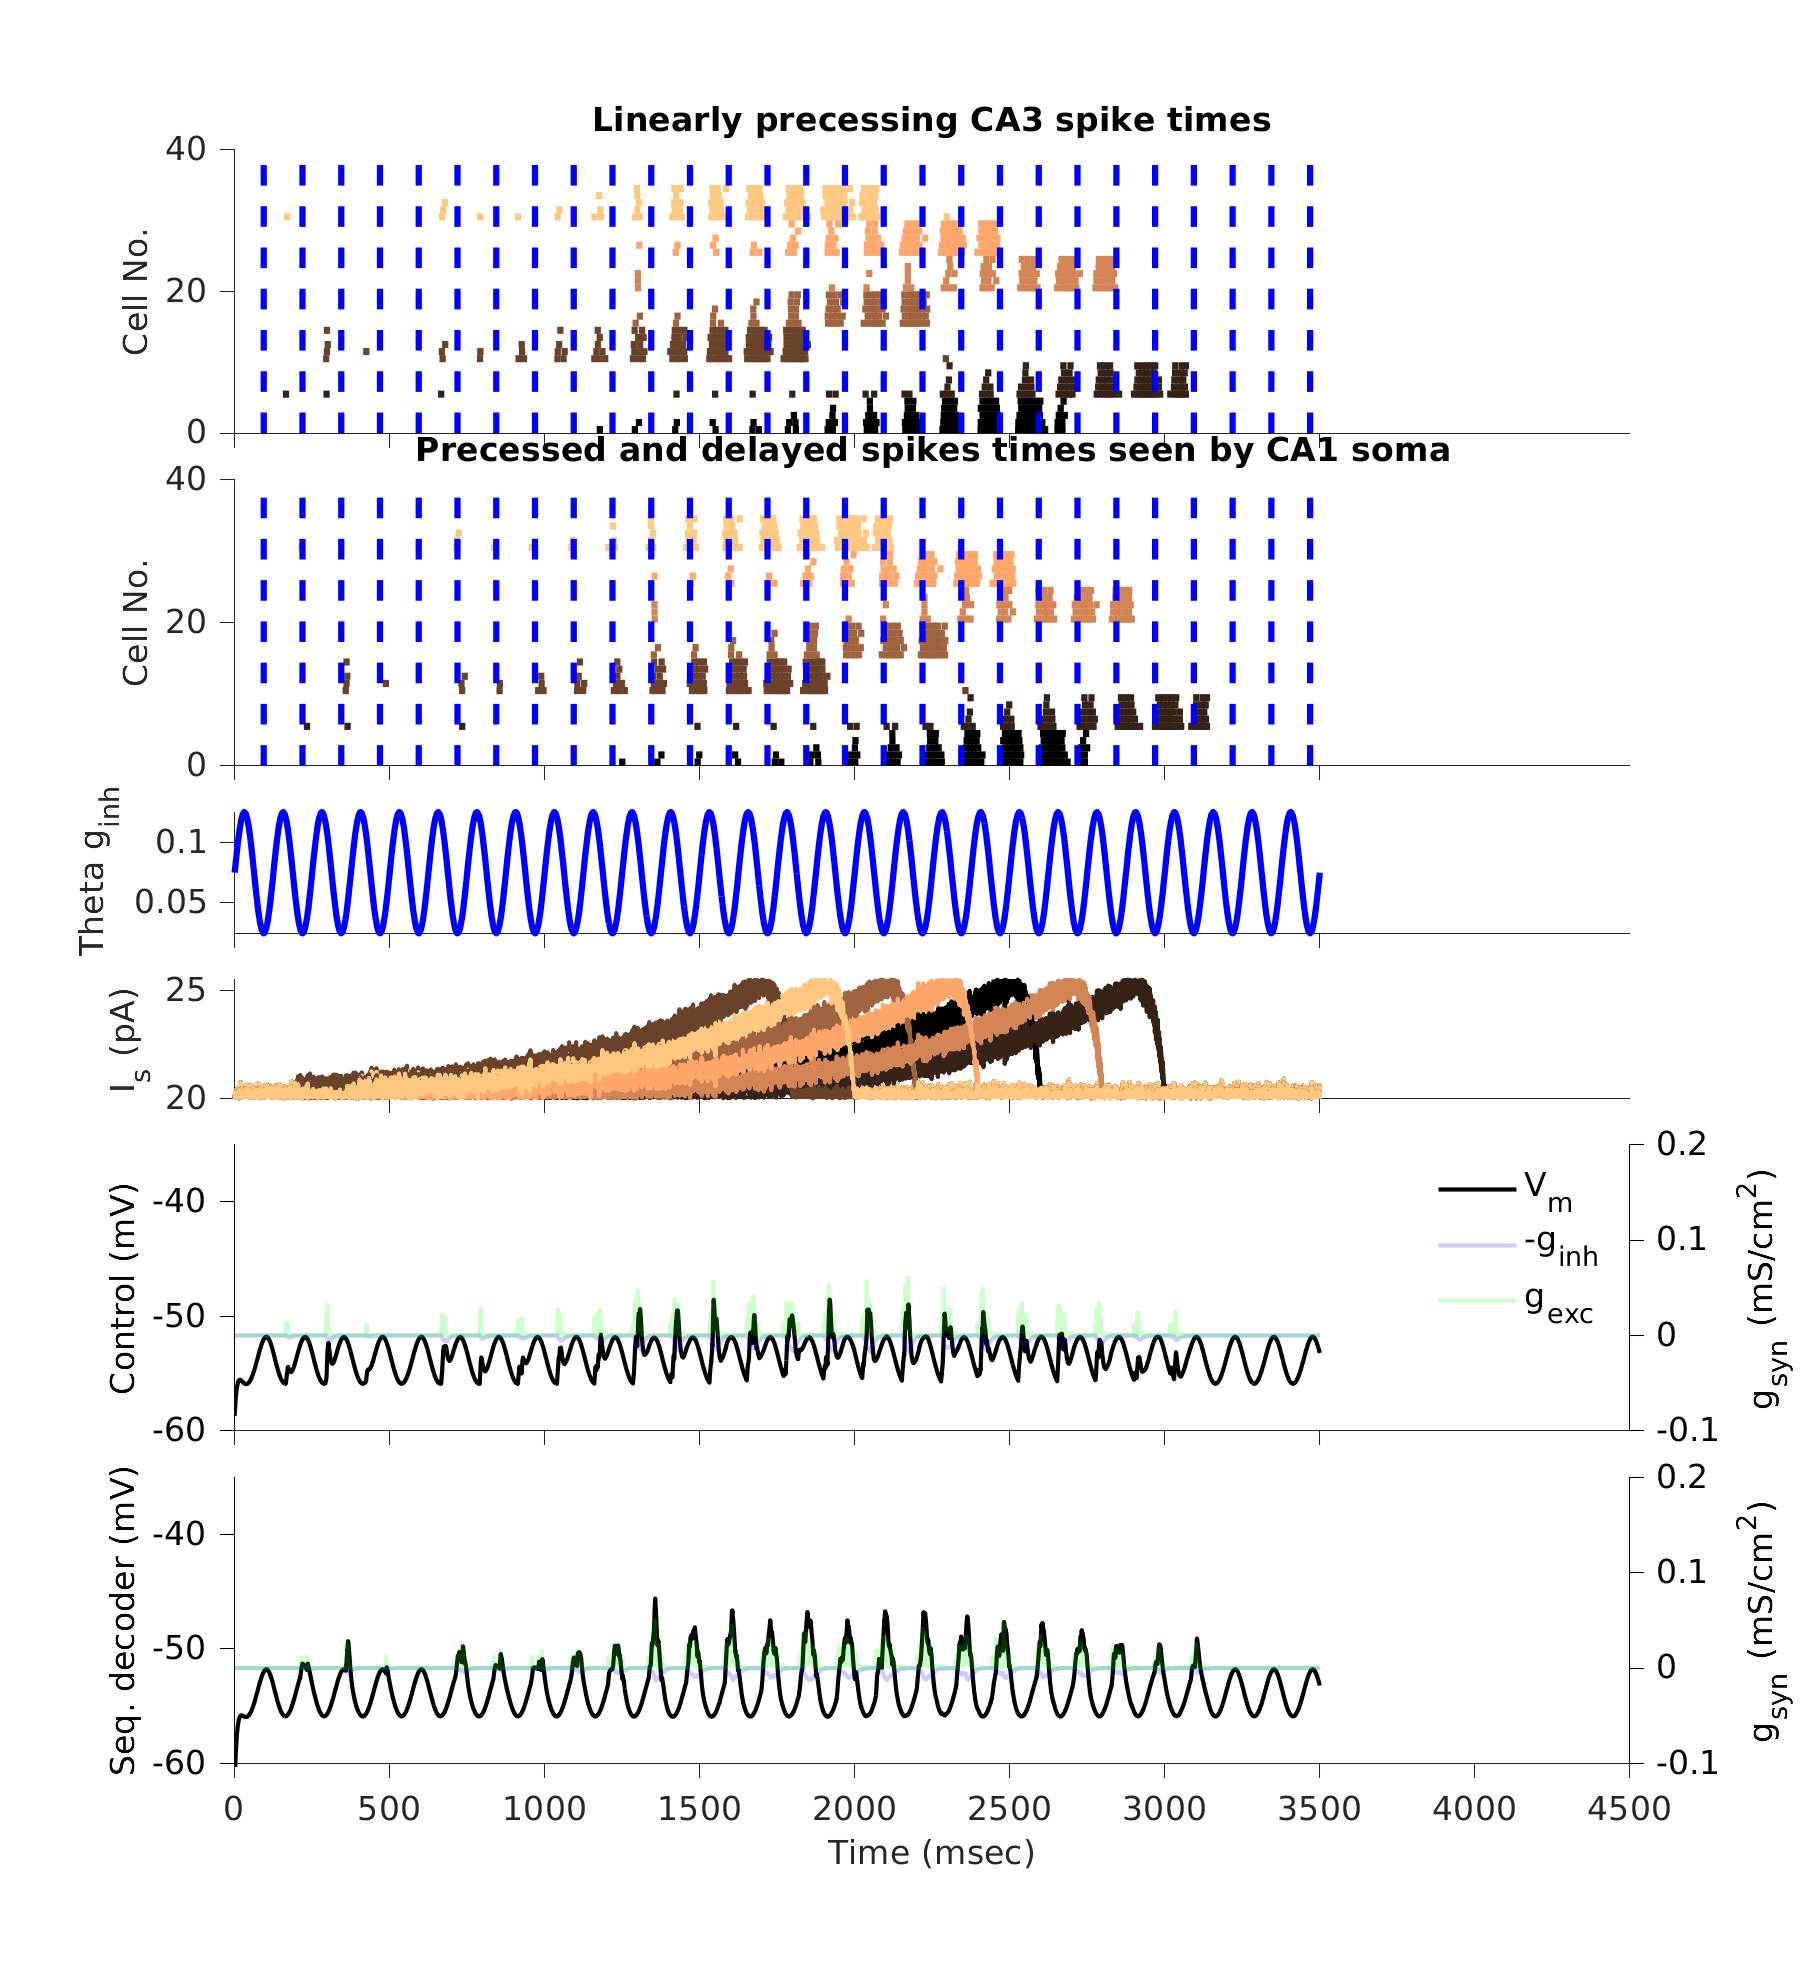 Linearly precessing CA3 spike times
40
20
0
Cell No.
Precessed and delayed spikes times seen by CA1 soma
40
20
0
Cell No.
0.1
0.05
Theta g_inh
25
20
I_s (pA)
-40
-50
-60
Control (mV)
V_m
-g_inh
g_exc
0.2
0.1
0
-0.1
g_syn (mS/cm^2)
-40
-50
-60
Seq. decoder (mV)
0.2
0.1
0
-0.1
g_syn (mS/cm^2)
0 500 1000 1500 2000 2500 3000 3500 4000 4500
Time (msec)